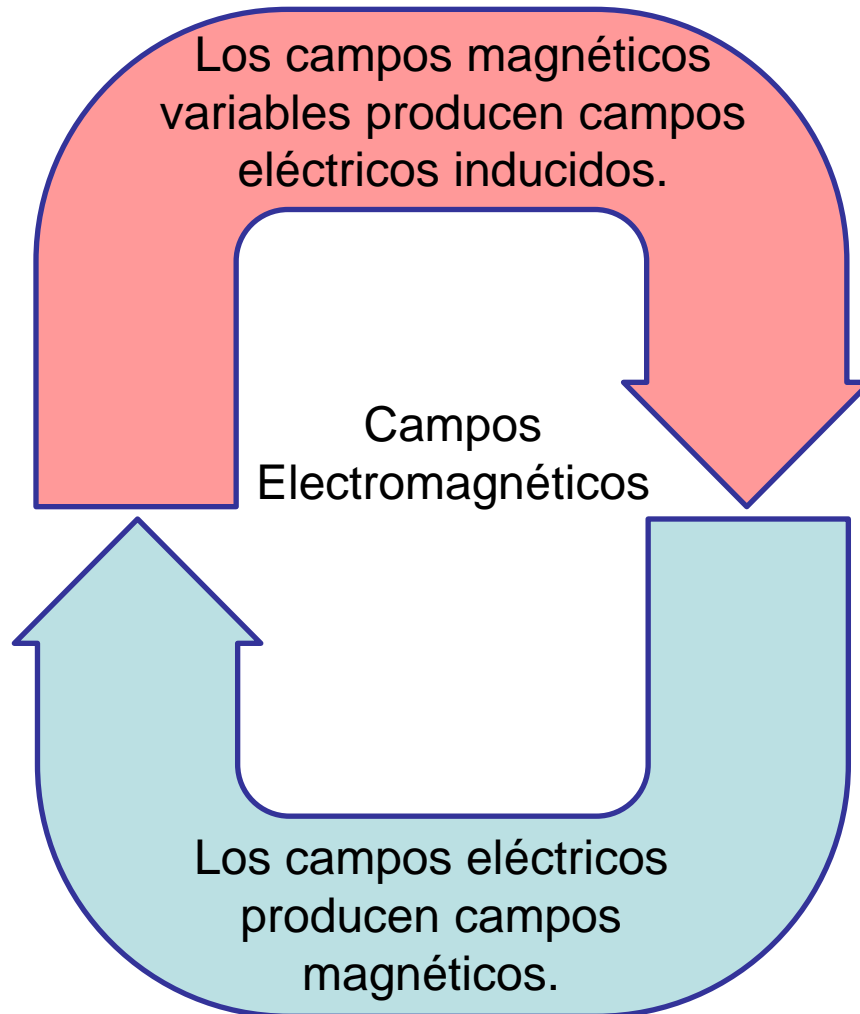 Los campos magnéticos
variables producen campos
eléctricos inducidos.
Campos
Electromagnéticos
Los campos eléctricos
producen campos
magnéticos.